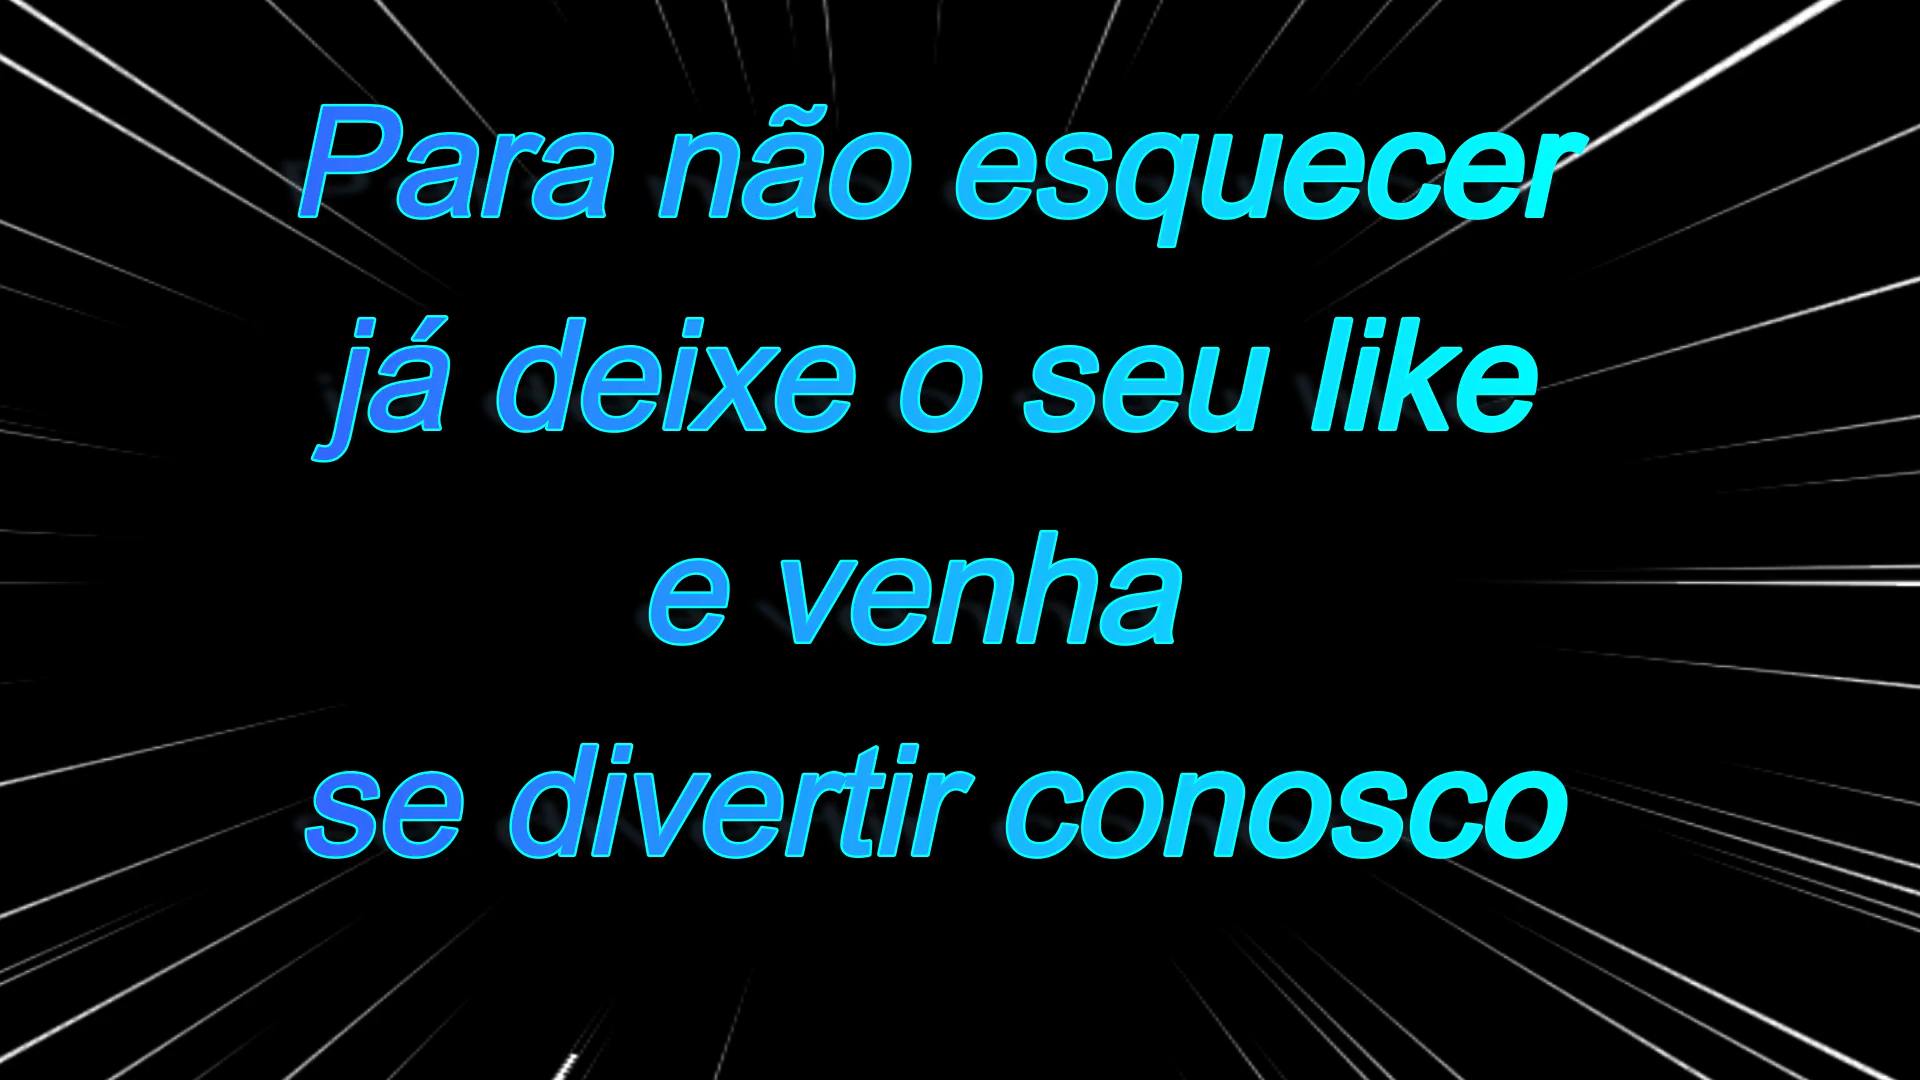 Para não esquecer
já deixe o seu like
e venha
se divertir conosco